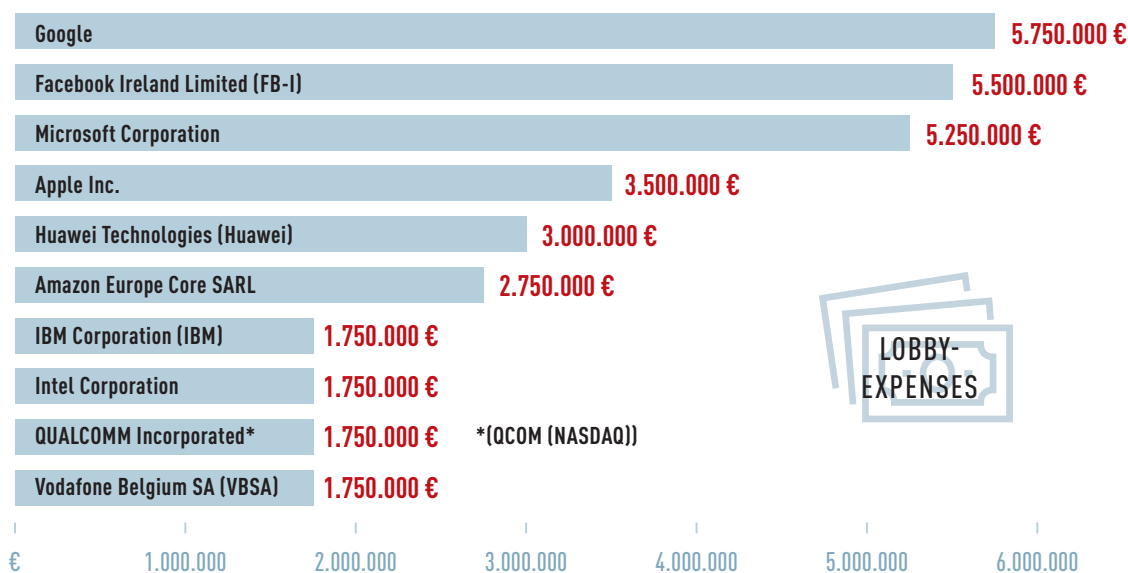 Google 5.750.000 €
Facebook Ireland Limited (FB-I) 5.500.000 €
Microsoft Corporation 5.250.000 €
Apple Inc. 3.500.000 €
Huawei Technologies (Huawei) 3.000.000 €
Amazon Europe Core SARL 2.750.000 €
IBM Corporation (IBM) 1.750.000 €
Intel Corporation 1.750.000 €
QUALCOMM Incorporated* 1.750.000 € *(QCOM (NASDAQ))
Vodafone Belgium SA (VBSA) 1.750.000 €
LOBBY-
EXPENSES
€ 1.000.000 2.000.000 3.000.000 4.000.000 5.000.000 6.000.000